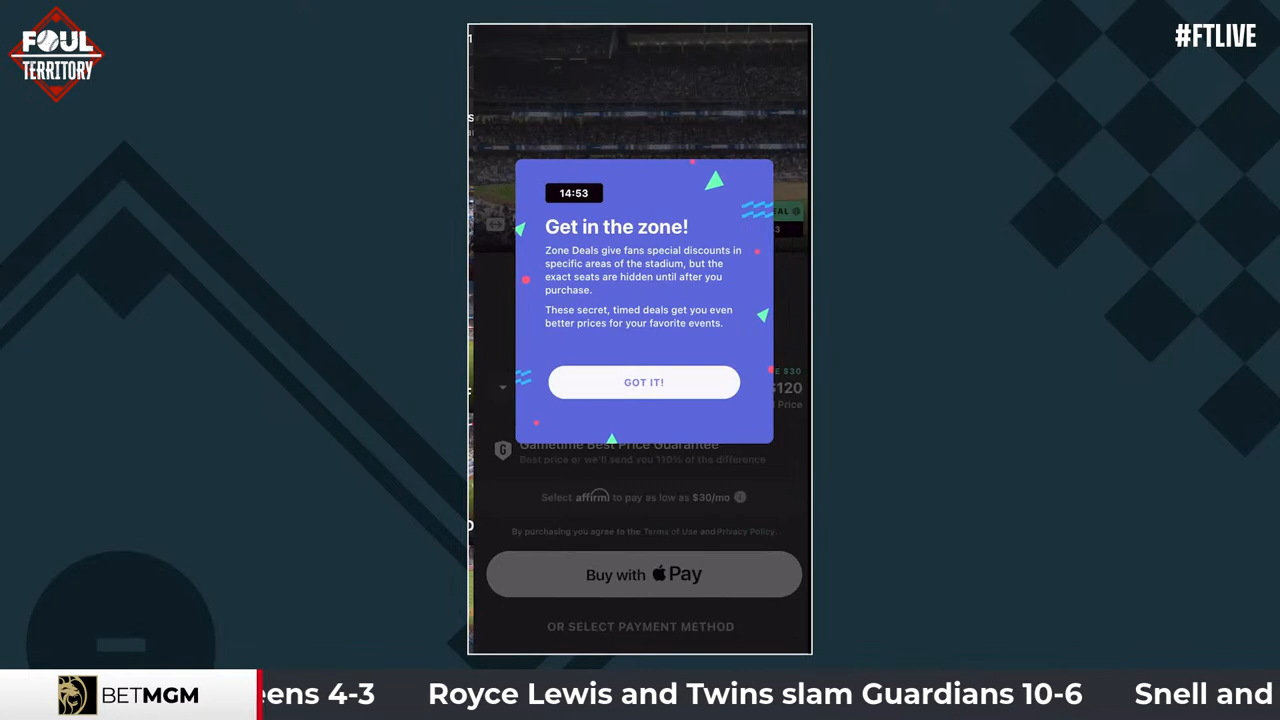 FOUL
TERRITORY
#FTLIVE
14:53
Get in the zone!
Zone Deals give fans special discounts in
specific areas of the stadium, but the
exact seats are hidden until after you
purchase.
These secret, timed deals get you even
better prices for your favorite events.
GOT IT!
EAL
3
E $30
$120
Price
Gametime Best Price Guarantee
Best price or we'll send you 110% of the difference
Select affirm to pay as low as $30/mo
By purchasing you agree to the Terms of Use and Privacy Policy.
Buy with Pay
OR SELECT PAYMENT METHOD
BETMGM
eens 4-3 Royce Lewis and Twins slam Guardians 10-6 Snell and